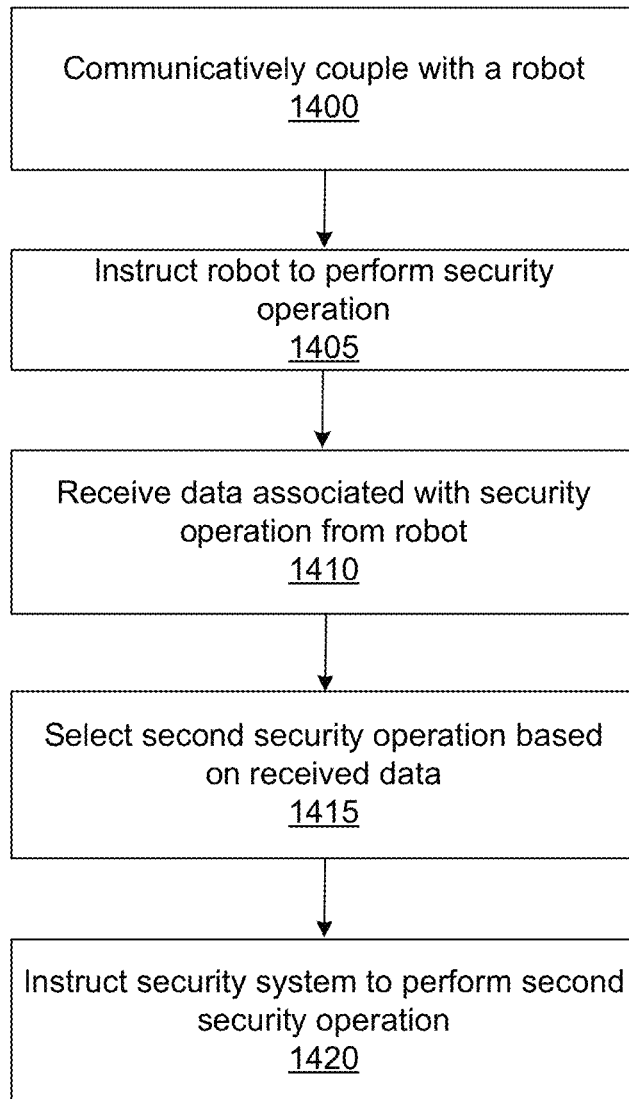 Communicatively couple with a robot
1400
Instruct robot to perform security
operation
1405
Receive data associated with security
operation from robot
1410
Select second security operation based
on received data
1415
Instruct security system to perform second
security operation
1420